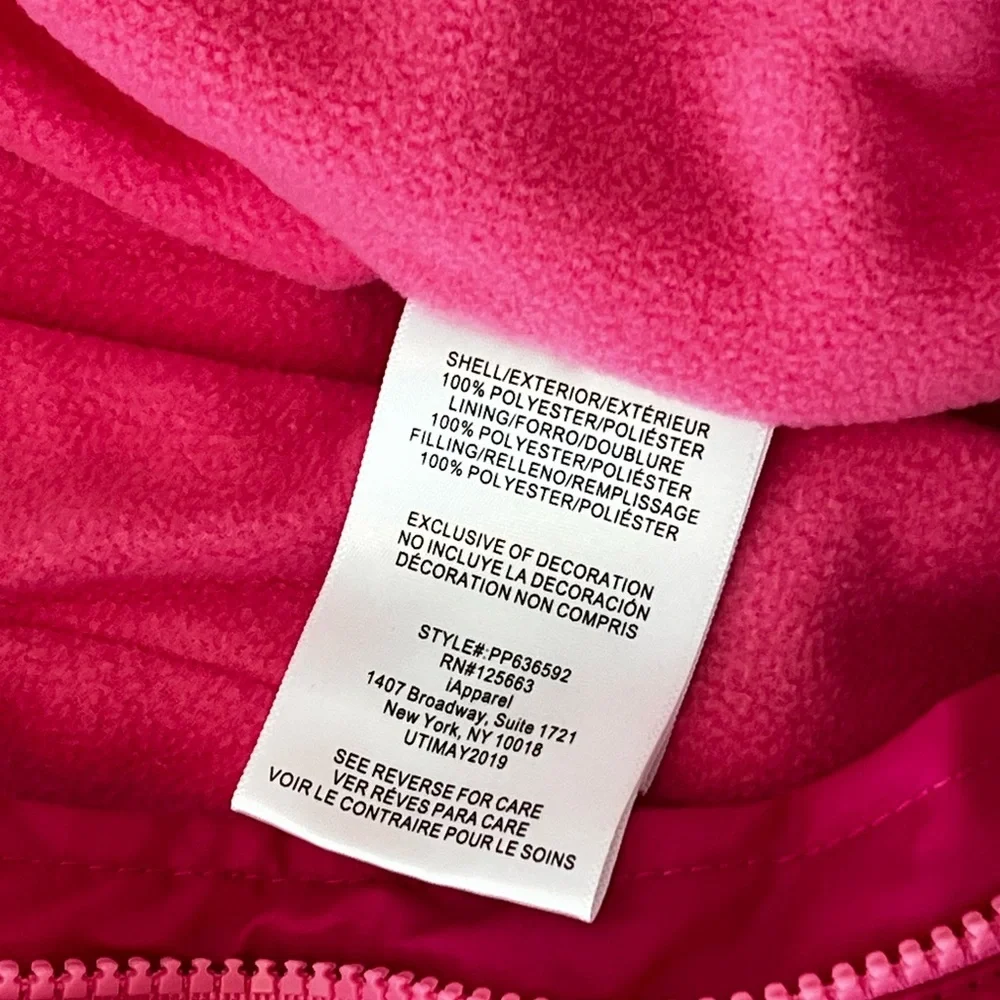 SHELL/EXTERIOR/EXTÉRIEUR
100% POLYESTER/POLIÉSTER
LINING/FORRO/DOUBLURE
100% POLYESTER/POLIÉSTER
FILLING/RELLENO/REMPLISSAGE
100% POLYESTER/POLIÉSTER
EXCLUSIVE OF DECORATION
NO INCLUYE LA DECORACIÓN
DÉCORATION NON COMPRIS
STYLE#:PP636592
RN#125663
iApparel
1407 Broadway, Suite 1721
New York, NY 10018
UTIMAY2019
SEE REVERSE FOR CARE
VER RÉVES PARA CARE
VOIR LE CONTRAIRE POUR LE SOINS